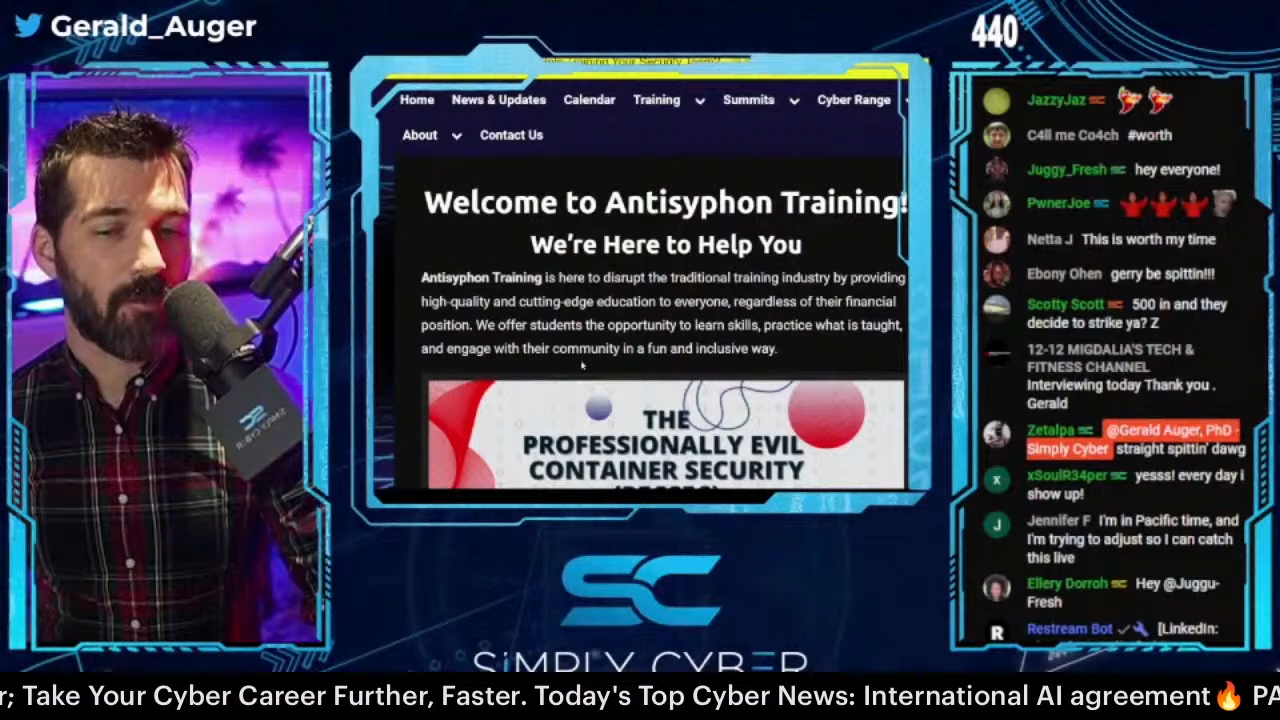 Gerald_Auger
440
Training Your Security Team?
Home News & Updates Calendar Training Summits Cyber Range
About Contact Us
Welcome to Antisyphon Training!
We're Here to Help You
Antisyphon Training is here to disrupt the traditional training industry by providing
high-quality and cutting-edge education to everyone, regardless of their financial
position. We offer students the opportunity to learn skills, practice what is taught,
and engage with their community in a fun and inclusive way.
THE
PROFESSIONALLY EVIL
CONTAINER SECURITY
JazzyJaz
C4ll me Co4ch #worth
Juggy_Fresh hey everyone!
PwnerJoe
Netta J This is worth my time
Ebony Ohen gerry be spittin!!!
Scotty Scott 500 in and they
decide to strike ya? Z
12-12 MIGDALIA'S TECH &
FITNESS CHANNEL
Interviewing today Thank you .
Gerald
Zetalpa @Gerald Auger, PhD -
Simply Cyber straight spittin' dawg
x xSoulR34per yesss! every day i
show up!
J Jennifer F I'm in Pacific time, and
I'm trying to adjust so I can catch
this live
Ellery Dorroh Hey @Juggu-
Fresh
R Restream Bot [LinkedIn:
SC
SIMPLY CYBER
r; Take Your Cyber Career Further, Faster. Today's Top Cyber News: International AI agreement🔥 PA